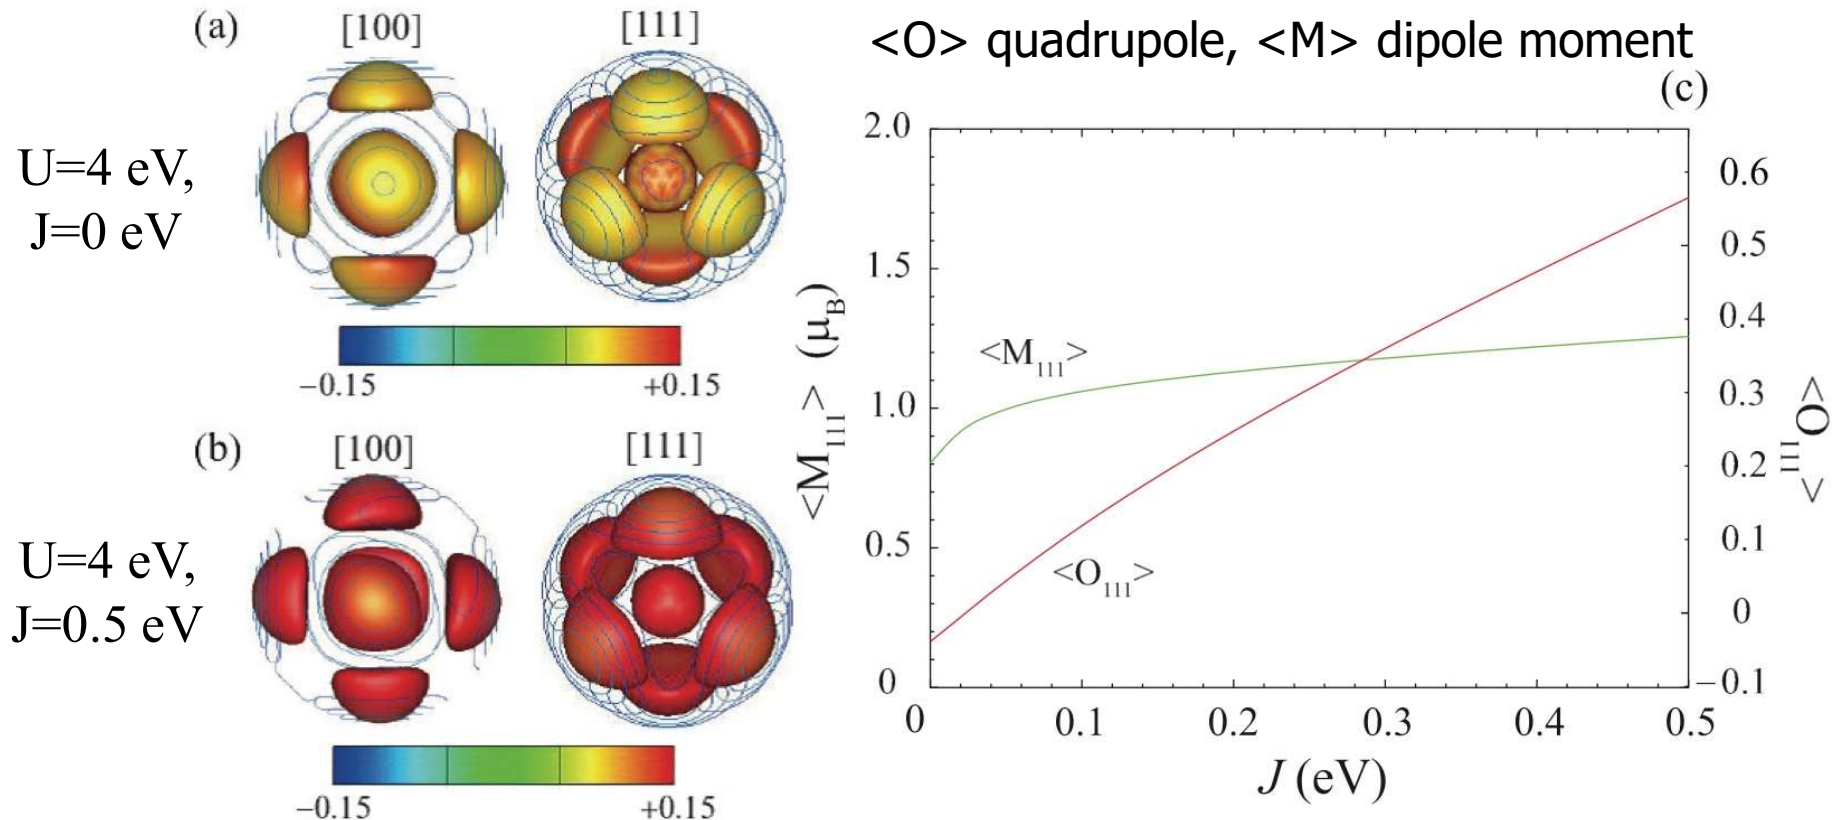 (a)
[100]
[111]
U=4 eV,
J=0 eV
−0.15
+0.15
(b)
[100]
[111]
U=4 eV,
J=0.5 eV
−0.15
+0.15
<O> quadrupole, <M> dipole moment
(c)
<M₁₁₁> (μ_B)
2.0
1.5
1.0
0.5
0
<M₁₁₁>
<O₁₁₁>
0.6
0.5
0.4
0.3
0.2
0.1
0
−0.1
<O₁₁₁>
0
0.1
0.2
0.3
0.4
0.5
J (eV)